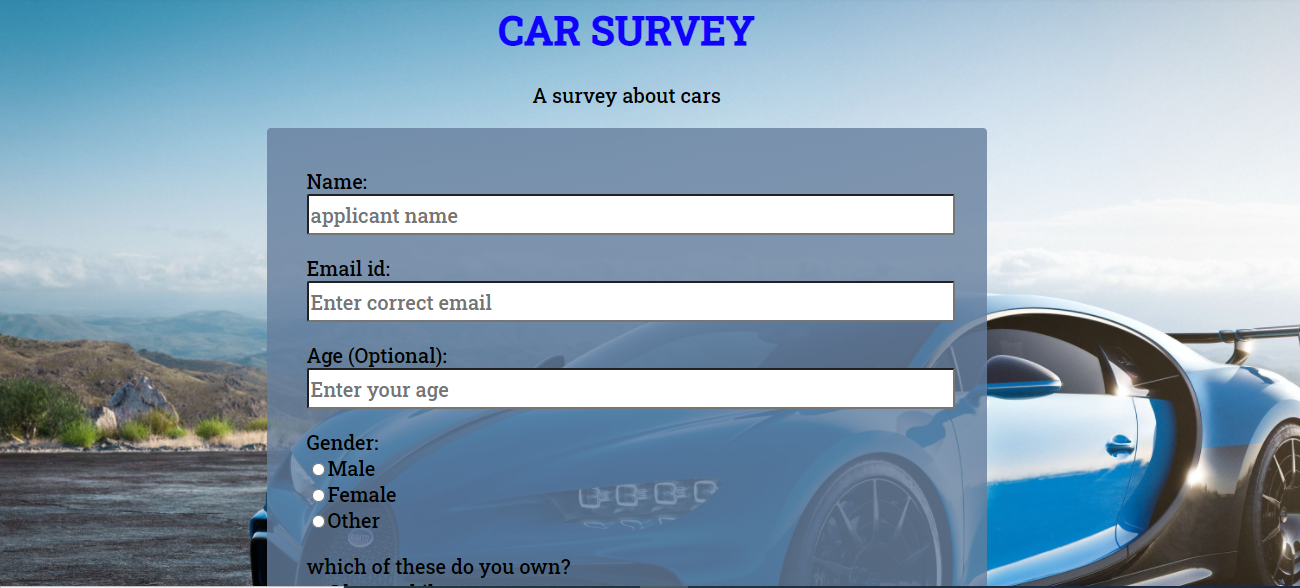 CAR SURVEY
A survey about cars
Name:
applicant name
Email id:
Enter correct email
Age (Optional):
Enter your age
Gender:
Male
Female
Other
which of these do you own?